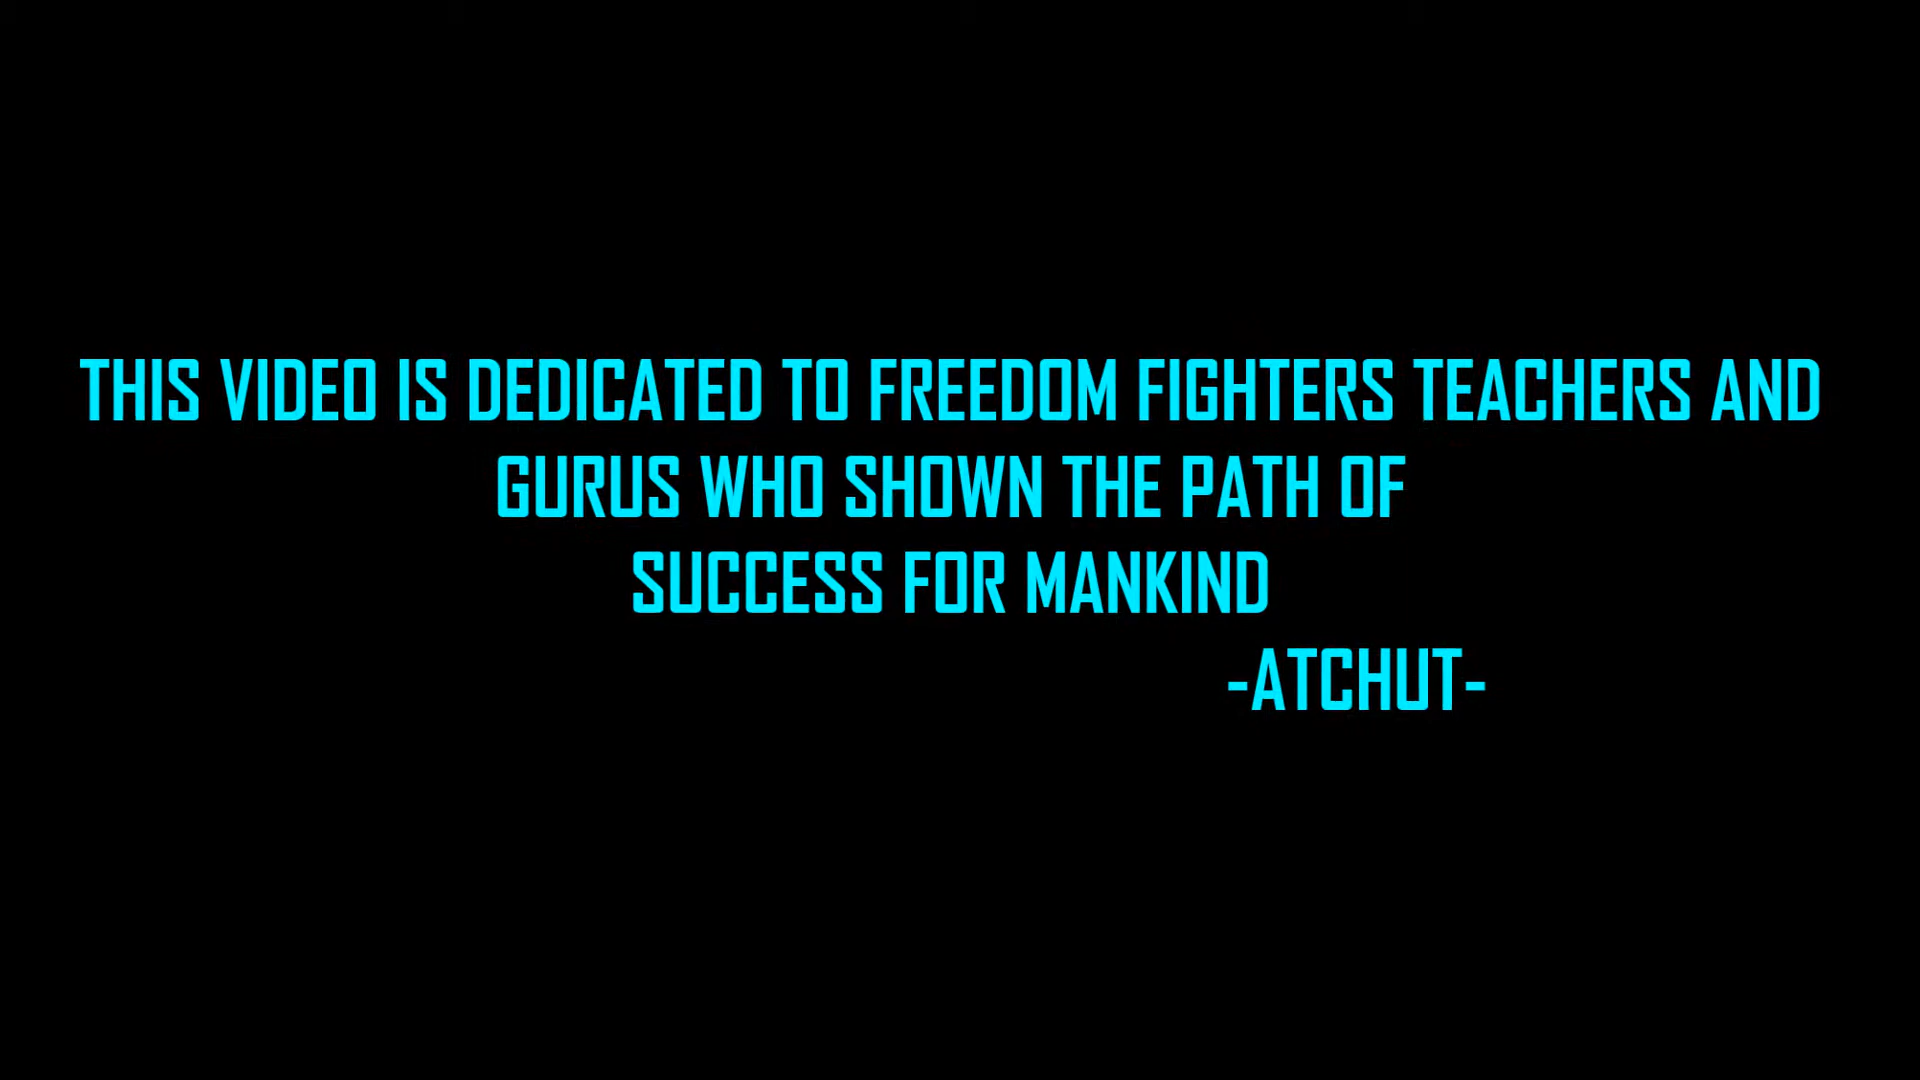 THIS VIDEO IS DEDICATED TO FREEDOM FIGHTERS TEACHERS AND
GURUS WHO SHOWN THE PATH OF
SUCCESS FOR MANKIND
-ATCHUT-